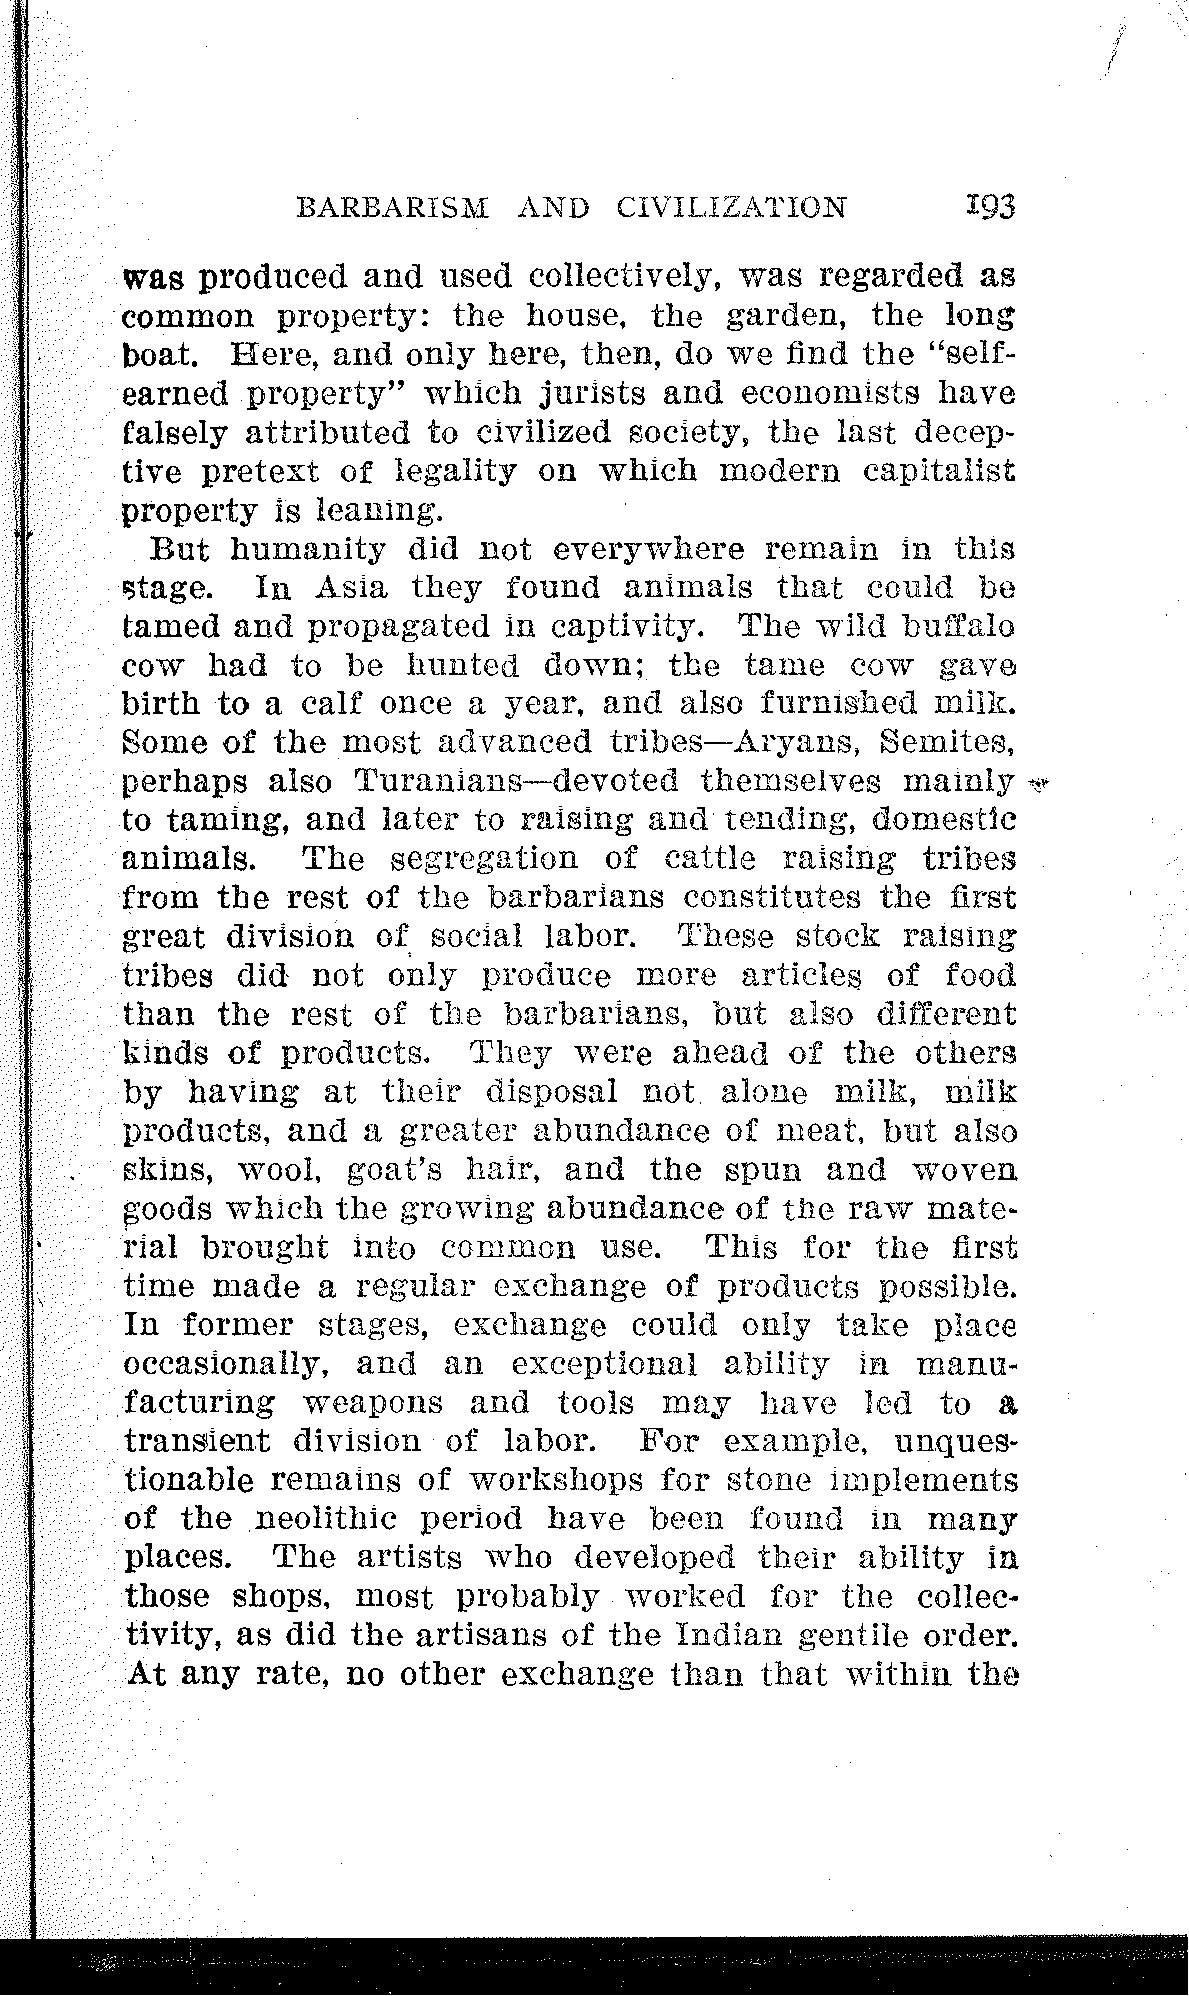 BARBARISM AND CIVILIZATION 193
was produced and used collectively, was regarded as
common property: the house, the garden, the long
boat. Here, and only here, then, do we find the “self-
earned property” which jurists and economists have
falsely attributed to civilized society, the last decep-
tive pretext of legality on which modern capitalist
property is leaning.
But humanity did not everywhere remain in this
stage. In Asia they found animals that could be
tamed and propagated in captivity. The wild buffalo
cow had to be hunted down; the tame cow gave
birth to a calf once a year, and also furnished milk.
Some of the most advanced tribes—Aryans, Semites,
perhaps also Turanians—devoted themselves mainly
to taming, and later to raising and tending, domestic
animals. The segregation of cattle raising tribes
from the rest of the barbarians constitutes the first
great division of social labor. These stock raising
tribes did not only produce more articles of food
than the rest of the barbarians, but also different
kinds of products. They were ahead of the others
by having at their disposal not alone milk, milk
products, and a greater abundance of meat, but also
skins, wool, goat's hair, and the spun and woven
goods which the growing abundance of the raw mate-
rial brought into common use. This for the first
time made a regular exchange of products possible.
In former stages, exchange could only take place
occasionally, and an exceptional ability in manu-
facturing weapons and tools may have led to a
transient division of labor. For example, unques-
tionable remains of workshops for stone implements
of the neolithic period have been found in many
places. The artists who developed their ability in
those shops, most probably worked for the collec-
tivity, as did the artisans of the Indian gentile order.
At any rate, no other exchange than that within the